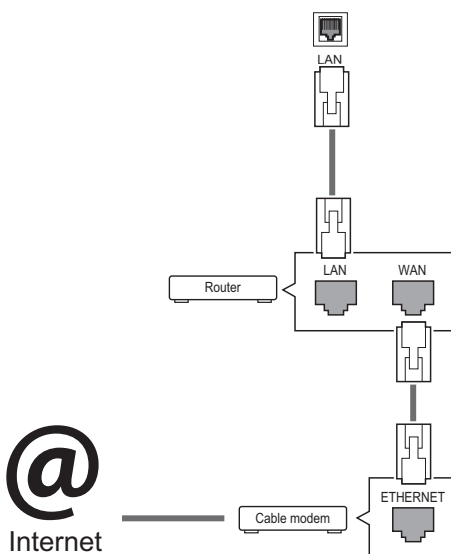 LAN
LAN WAN
Router
ETHERNET
@
Internet
Cable modem